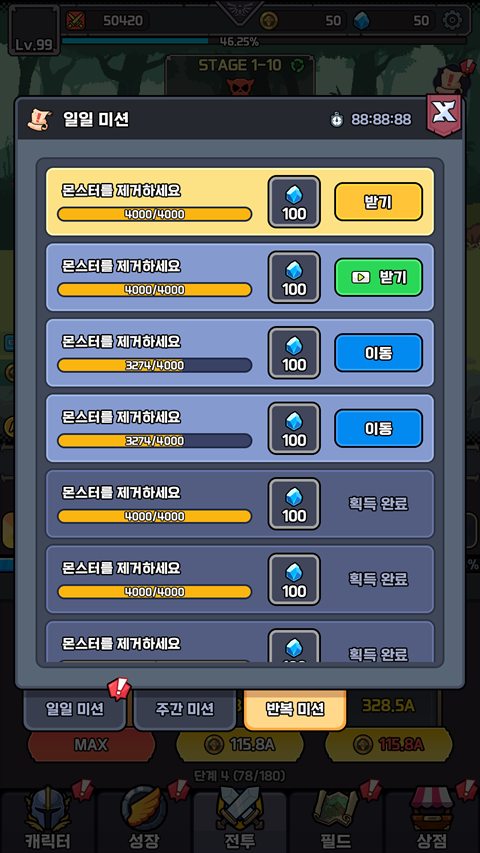 50420
50
50
Lv.99
46.25%
STAGE 1-10
일일 미션
88:88:88
몬스터를 제거하세요
4000/4000
100
받기
몬스터를 제거하세요
4000/4000
100
받기
몬스터를 제거하세요
3274/4000
100
이동
몬스터를 제거하세요
3274/4000
100
이동
몬스터를 제거하세요
4000/4000
100
획득 완료
몬스터를 제거하세요
4000/4000
100
획득 완료
몬스터를 제거하세요
획득 완료
%
일일 미션
주간 미션
반복 미션
328.5A
MAX
115.8A
115.8A
단계 4 (78/180)
캐릭터
성장
전투
필드
상점